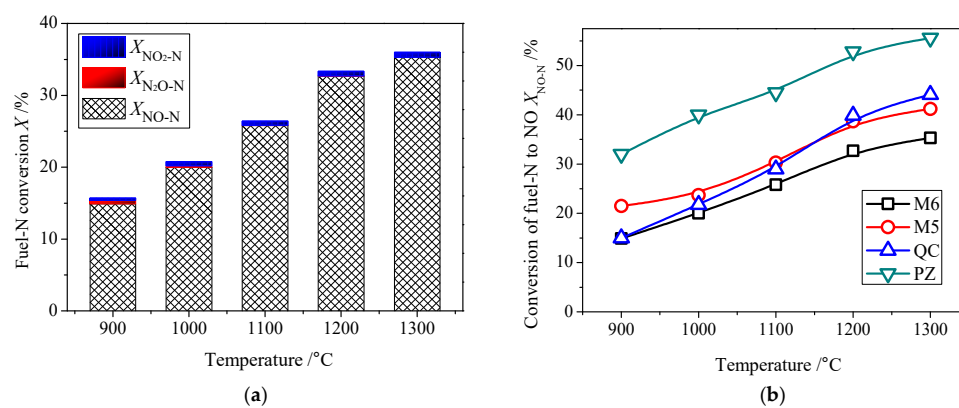 Fuel-N conversion X /%
40
30
20
10
0
X_NO₂-N
X_N₂O-N
X_NO-N
900 1000 1100 1200 1300
Temperature /°C
(a)
Conversion of fuel-N to NO X_NO-N /%
50
40
30
20
10
0
M6
M5
QC
PZ
900 1000 1100 1200 1300
Temperature /°C
(b)